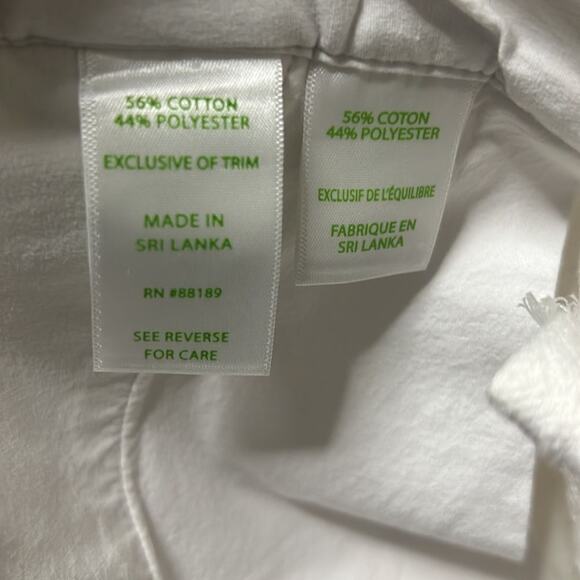 56% COTTON
44% POLYESTER
EXCLUSIVE OF TRIM
MADE IN
SRI LANKA
RN #88189
SEE REVERSE
FOR CARE
56% COTON
44% POLYESTER
EXCLUSIF DE L'ÉQUILIBRE
FABRIQUE EN
SRI LANKA